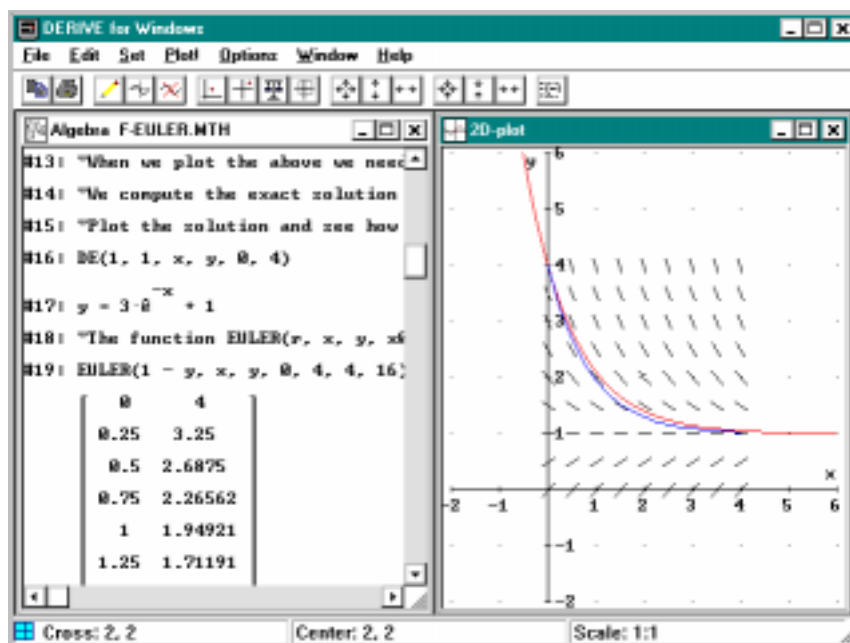 DERIVE for Windows
File Edit Set Plot! Options Window Help
Algebra F-EULER.MTH
#13: "When we plot the above we need
#14: "We compute the exact solution
#15: "Plot the solution and see how
#16: DE(1, 1, x, y, 0, 4)
#17: y = 3·ê^-x + 1
#18: "The function EULER(r, x, y, x0
#19: EULER(1 - y, x, y, 0, 4, 4, 16)
0 4
0.25 3.25
0.5 2.6875
0.75 2.26562
1 1.94921
1.25 1.71191
2D-plot
y 6
5
4
3
2
1
x
-2 -1 1 2 3 4 5 6
-1
-2
Cross: 2, 2 Center: 2, 2 Scale: 1:1